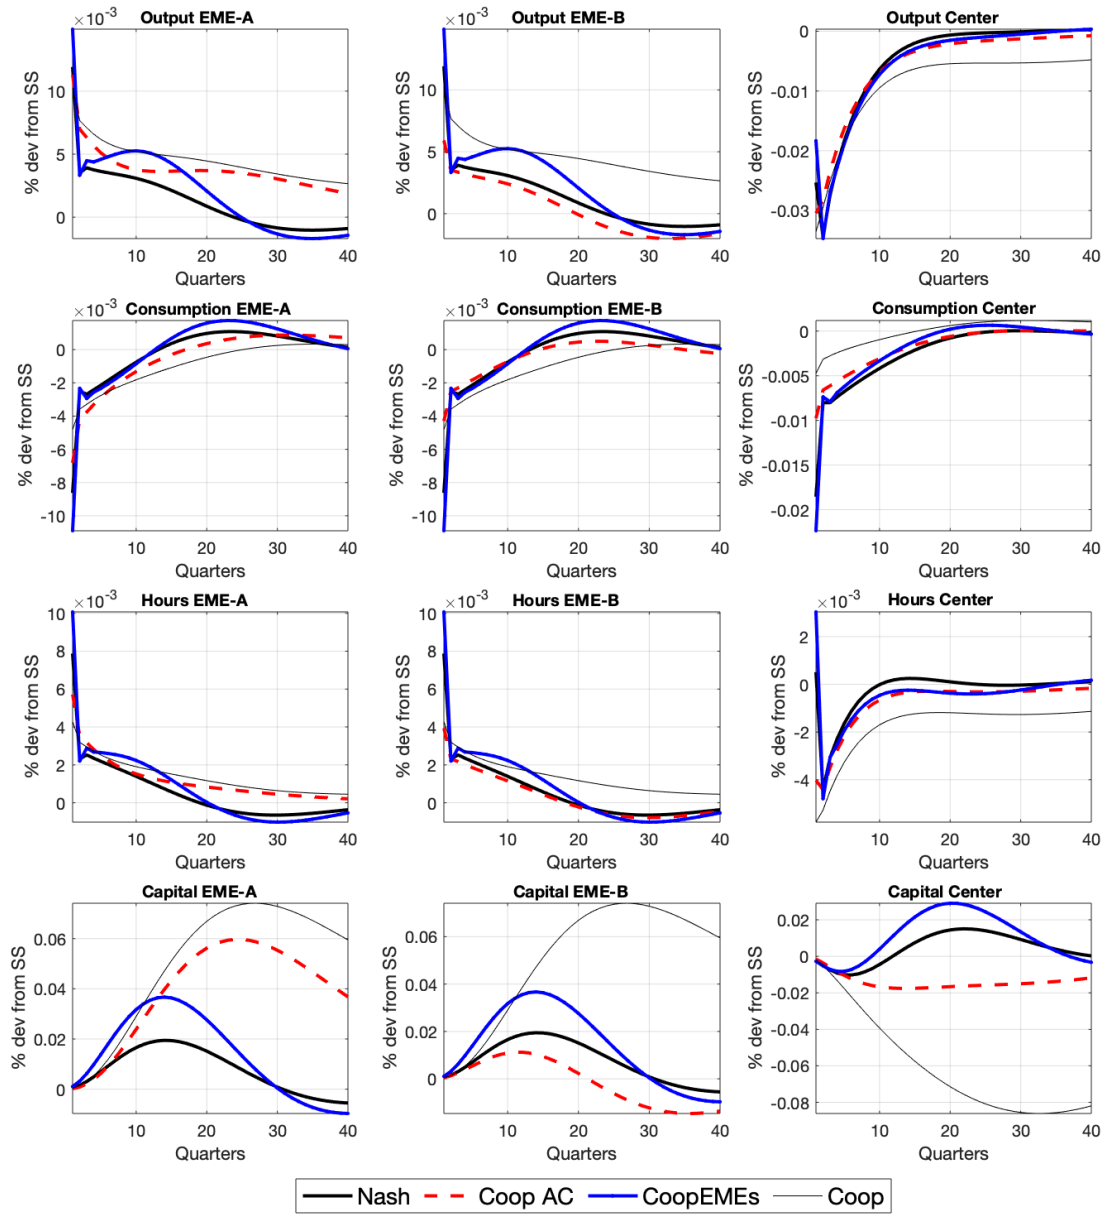 ×10⁻³ Output EME-A
10
5
0
% dev from SS
10 20 30 40
Quarters
×10⁻³ Output EME-B
10
5
0
% dev from SS
10 20 30 40
Quarters
Output Center
0
-0.01
-0.02
-0.03
% dev from SS
10 20 30 40
Quarters
×10⁻³ Consumption EME-A
0
-2
-4
-6
-8
-10
% dev from SS
10 20 30 40
Quarters
×10⁻³ Consumption EME-B
0
-2
-4
-6
-8
-10
% dev from SS
10 20 30 40
Quarters
Consumption Center
0
-0.005
-0.01
-0.015
-0.02
% dev from SS
10 20 30 40
Quarters
×10⁻³ Hours EME-A
10
8
6
4
2
0
% dev from SS
10 20 30 40
Quarters
×10⁻³ Hours EME-B
10
8
6
4
2
0
% dev from SS
10 20 30 40
Quarters
×10⁻³ Hours Center
2
0
-2
-4
% dev from SS
10 20 30 40
Quarters
Capital EME-A
0.06
0.04
0.02
0
% dev from SS
10 20 30 40
Quarters
Capital EME-B
0.06
0.04
0.02
0
% dev from SS
10 20 30 40
Quarters
Capital Center
0.02
0
-0.02
-0.04
-0.06
-0.08
% dev from SS
10 20 30 40
Quarters
Nash Coop AC CoopEMEs Coop